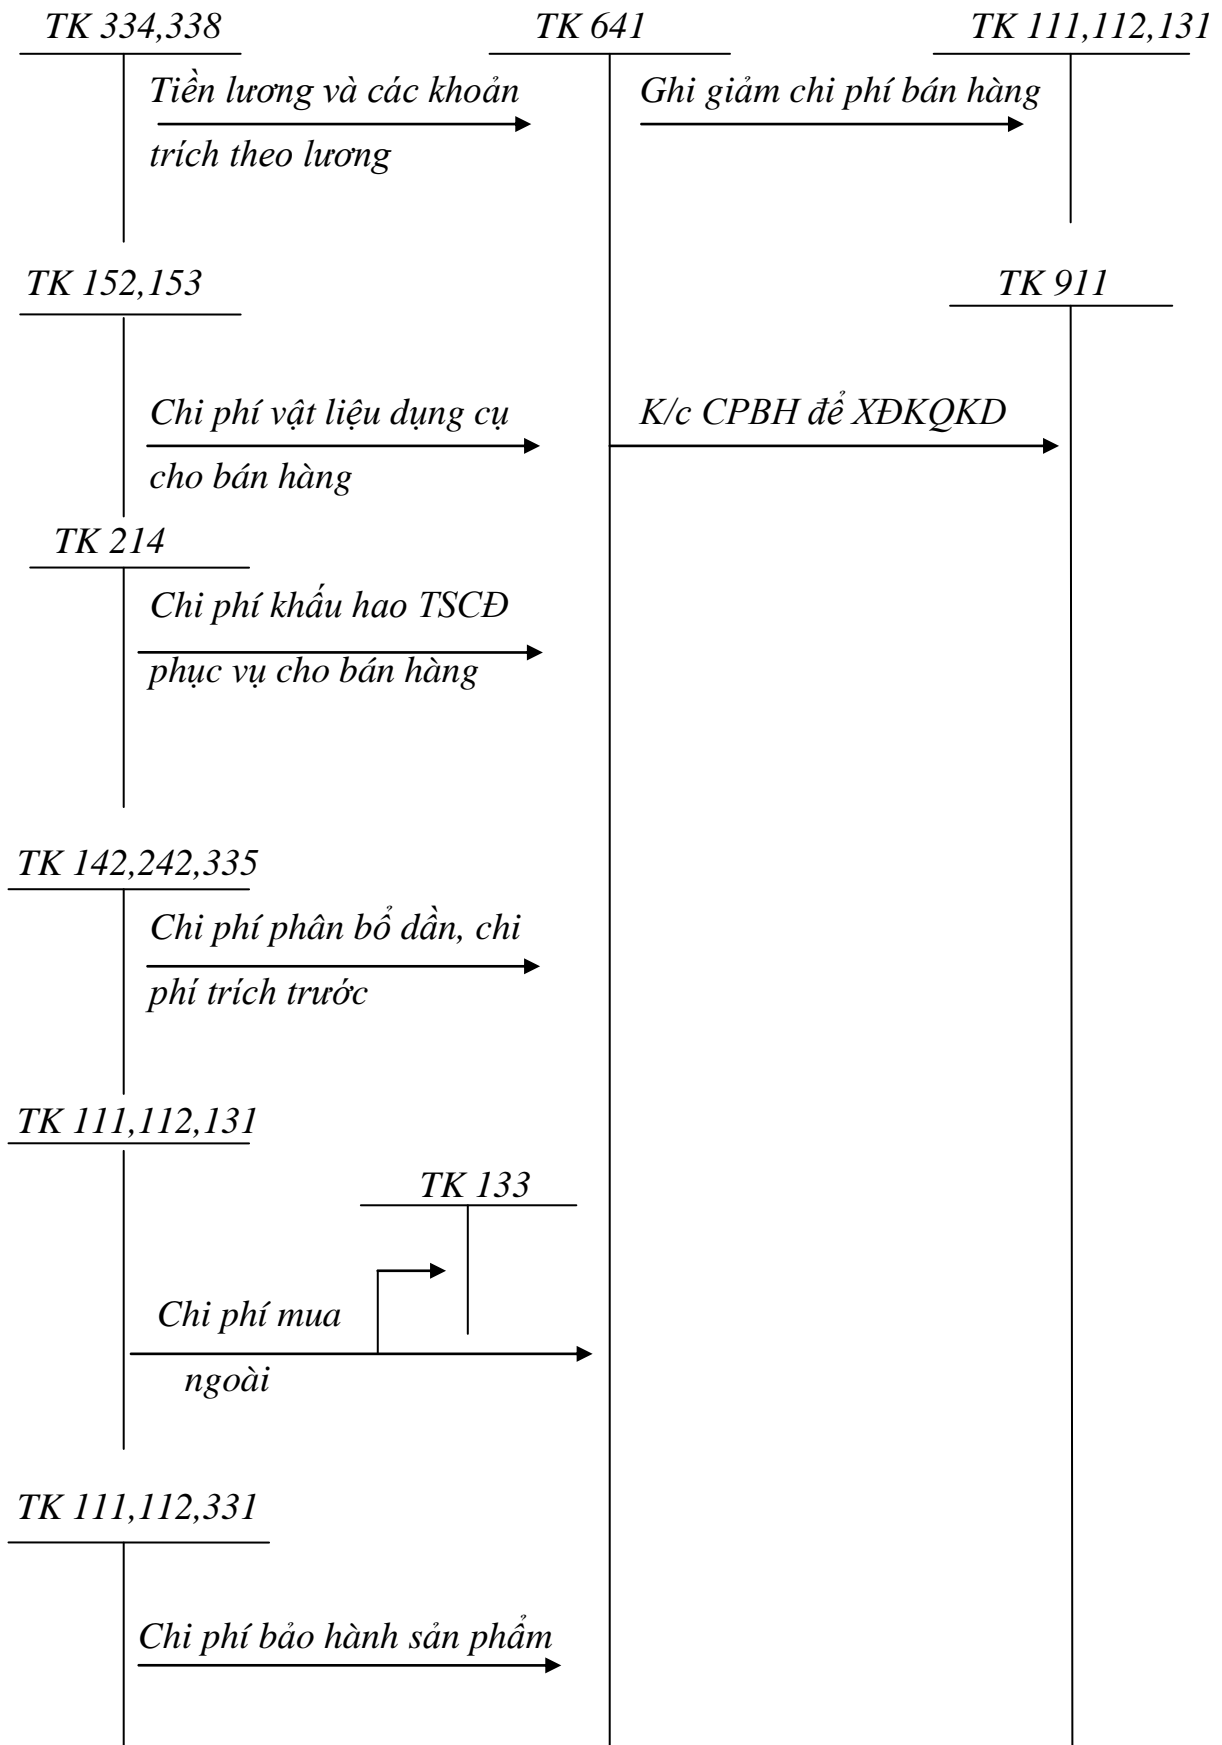 TK 334,338
TK 641
TK 111,112,131
Tiền lương và các khoản
Ghi giảm chi phí bán hàng
trích theo lương
TK 152,153
TK 911
Chi phí vật liệu dụng cụ
K/c CPBH để XĐKQKD
cho bán hàng
TK 214
Chi phí khấu hao TSCĐ
phục vụ cho bán hàng
TK 142,242,335
Chi phí phân bổ dần, chi
phí trích trước
TK 111,112,131
TK 133
Chi phí mua
ngoài
TK 111,112,331
Chi phí bảo hành sản phẩm